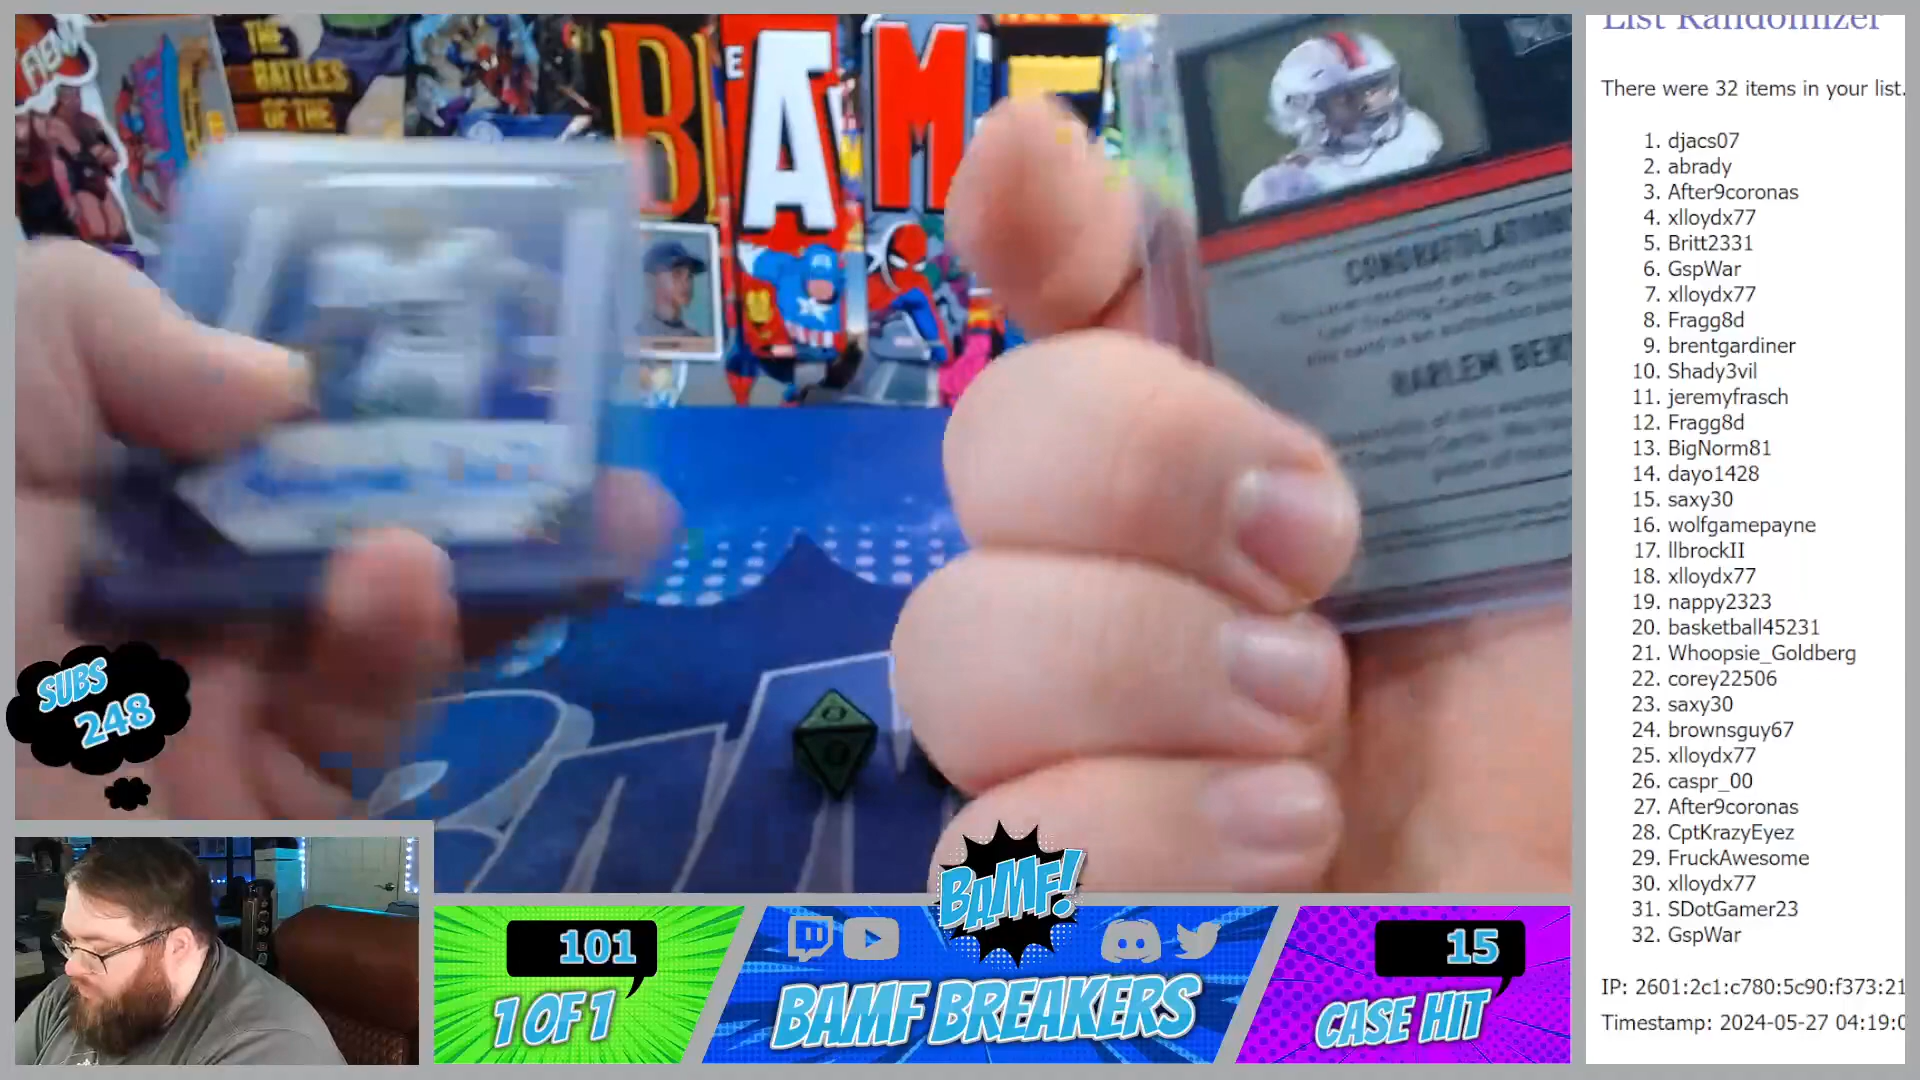 THE
BATTLES
OF THE
BAM
CONGRATULATIONS
HARLEM BER
SUBS
248
List Randomizer
There were 32 items in your list.
1. djacs07
2. abrady
3. After9coronas
4. xlloydx77
5. Britt2331
6. GspWar
7. xlloydx77
8. Fragg8d
9. brentgardiner
10. Shady3vil
11. jeremyfrasch
12. Fragg8d
13. BigNorm81
14. dayo1428
15. saxy30
16. wolfgamepayne
17. llbrockII
18. xlloydx77
19. nappy2323
20. basketball45231
21. Whoopsie_Goldberg
22. corey22506
23. saxy30
24. brownsguy67
25. xlloydx77
26. caspr_00
27. After9coronas
28. CptKrazyEyez
29. FruckAwesome
30. xlloydx77
31. SDotGamer23
32. GspWar
IP: 2601:2c1:c780:5c90:f373:21
Timestamp: 2024-05-27 04:19:0
101
1 OF 1
BAMF!
BAMF BREAKERS
15
CASE HIT